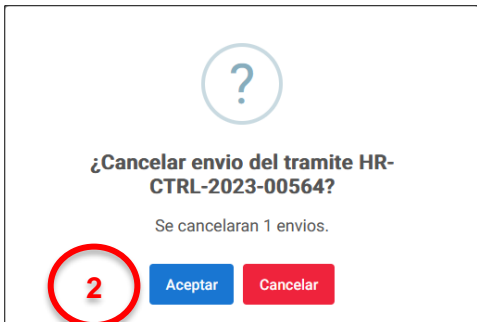 ?
¿Cancelar envio del tramite HR-
CTRL-2023-00564?
Se cancelaran 1 envios.
2 Aceptar Cancelar